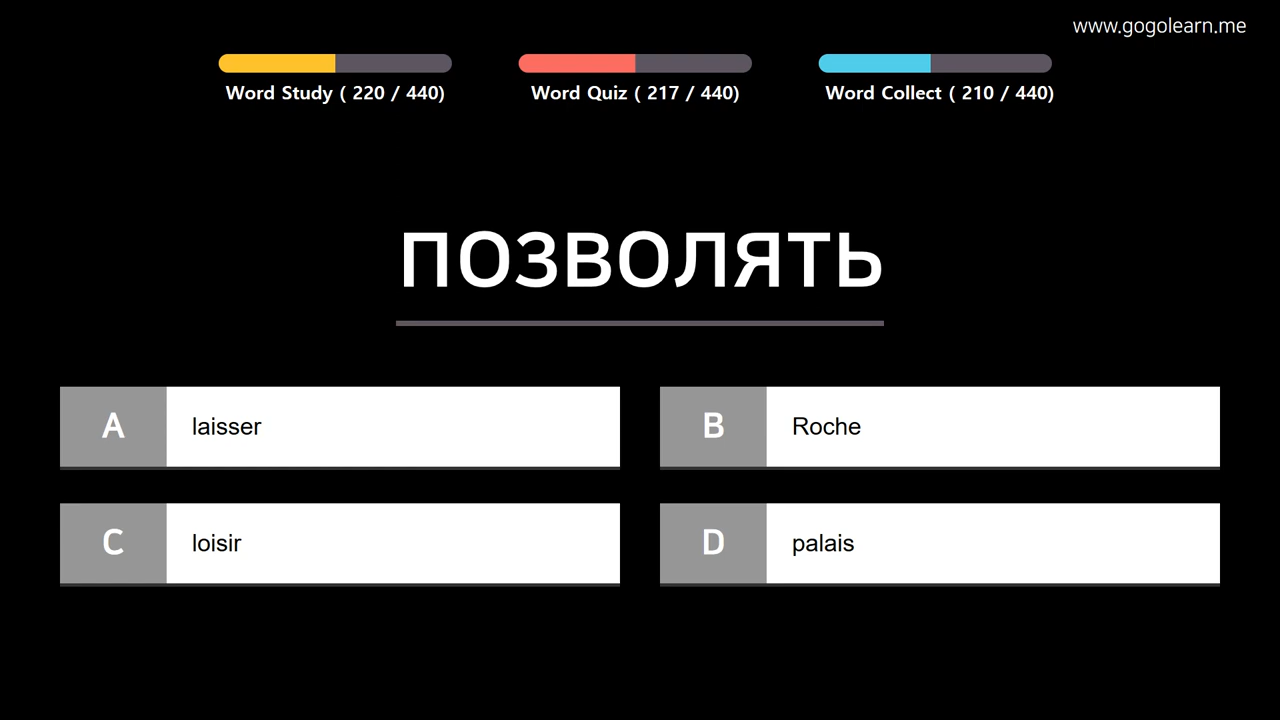 www.gogolearn.me
Word Study ( 220 / 440)
Word Quiz ( 217 / 440)
Word Collect ( 210 / 440)
позволять
A laisser
B Roche
C loisir
D palais